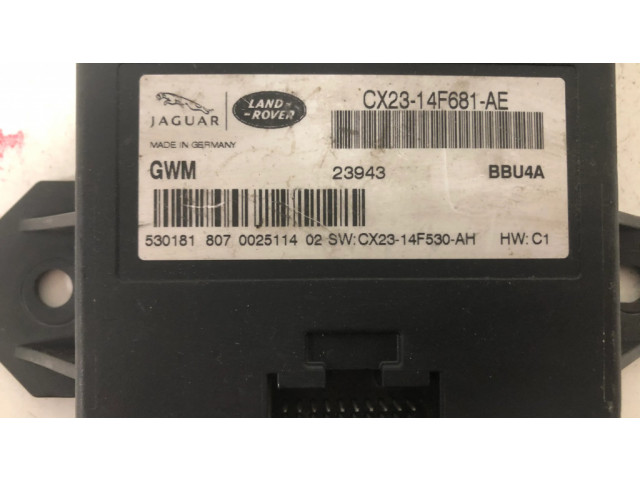 JAGUAR
LAND-
-ROVER
CX23-14F681-AE
MADE IN GERMANY
GWM 23943 BBU4A
530181 807 0025114 02 SW:CX23-14F530-AH HW: C1